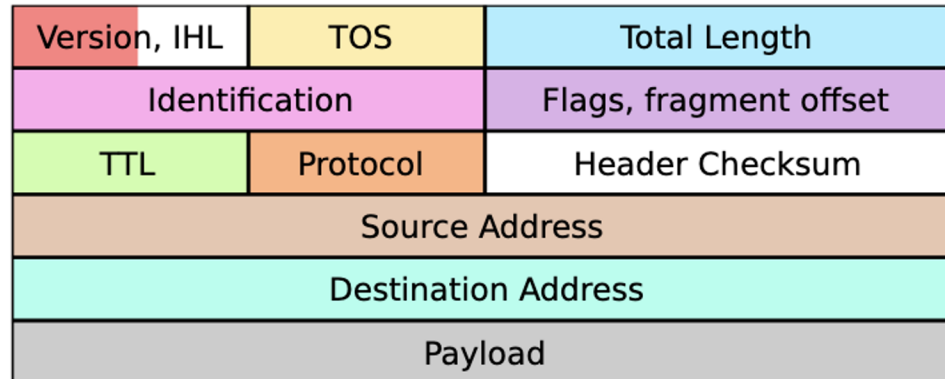 Version, IHL TOS Total Length
Identification Flags, fragment offset
TTL Protocol Header Checksum
Source Address
Destination Address
Payload